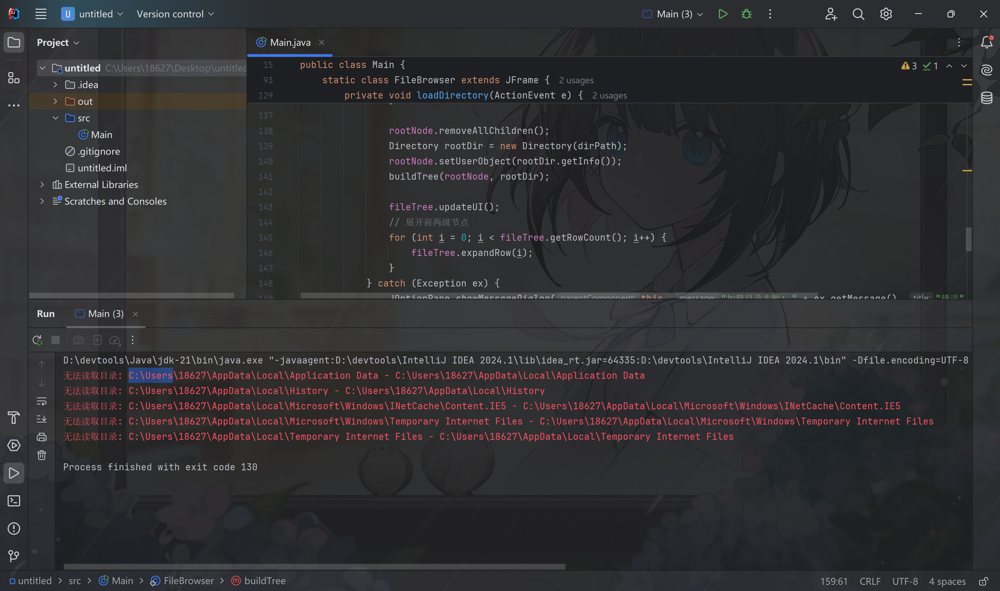 U untitled Version control Main (3)
Project
Main.java
untitled C:\Users\18627\Desktop\untitled
.idea
out
src
Main
.gitignore
untitled.iml
External Libraries
Scratches and Consoles
3 1
15 public class Main {
93 static class FileBrowser extends JFrame { 2 usages
129 private void loadDirectory(ActionEvent e) { 2 usages
137
138 rootNode.removeAllChildren();
139 Directory rootDir = new Directory(dirPath);
140 rootNode.setUserObject(rootDir.getInfo());
141 buildTree(rootNode, rootDir);
142
143 fileTree.updateUI();
144 // 展开前两级节点
145 for (int i = 0; i < fileTree.getRowCount(); i++) {
146 fileTree.expandRow(i);
147 }
148 } catch (Exception ex) {
149 JOptionPane.showMessageDialog( parentComponent: this, message: "加载目录失败: " + ex.getMessage(), title: "错误"
Run Main (3)
D:\devtools\Java\jdk-21\bin\java.exe "-javaagent:D:\devtools\IntelliJ IDEA 2024.1\lib\idea_rt.jar=64335:D:\devtools\IntelliJ IDEA 2024.1\bin" -Dfile.encoding=UTF-8
无法读取目录: C:\Users\18627\AppData\Local\Application Data - C:\Users\18627\AppData\Local\Application Data
无法读取目录: C:\Users\18627\AppData\Local\History - C:\Users\18627\AppData\Local\History
无法读取目录: C:\Users\18627\AppData\Local\Microsoft\Windows\INetCache\Content.IE5 - C:\Users\18627\AppData\Local\Microsoft\Windows\INetCache\Content.IE5
无法读取目录: C:\Users\18627\AppData\Local\Microsoft\Windows\Temporary Internet Files - C:\Users\18627\AppData\Local\Microsoft\Windows\Temporary Internet Files
无法读取目录: C:\Users\18627\AppData\Local\Temporary Internet Files - C:\Users\18627\AppData\Local\Temporary Internet Files
Process finished with exit code 130
untitled > src > Main > FileBrowser > buildTree
159:61 CRLF UTF-8 4 spaces